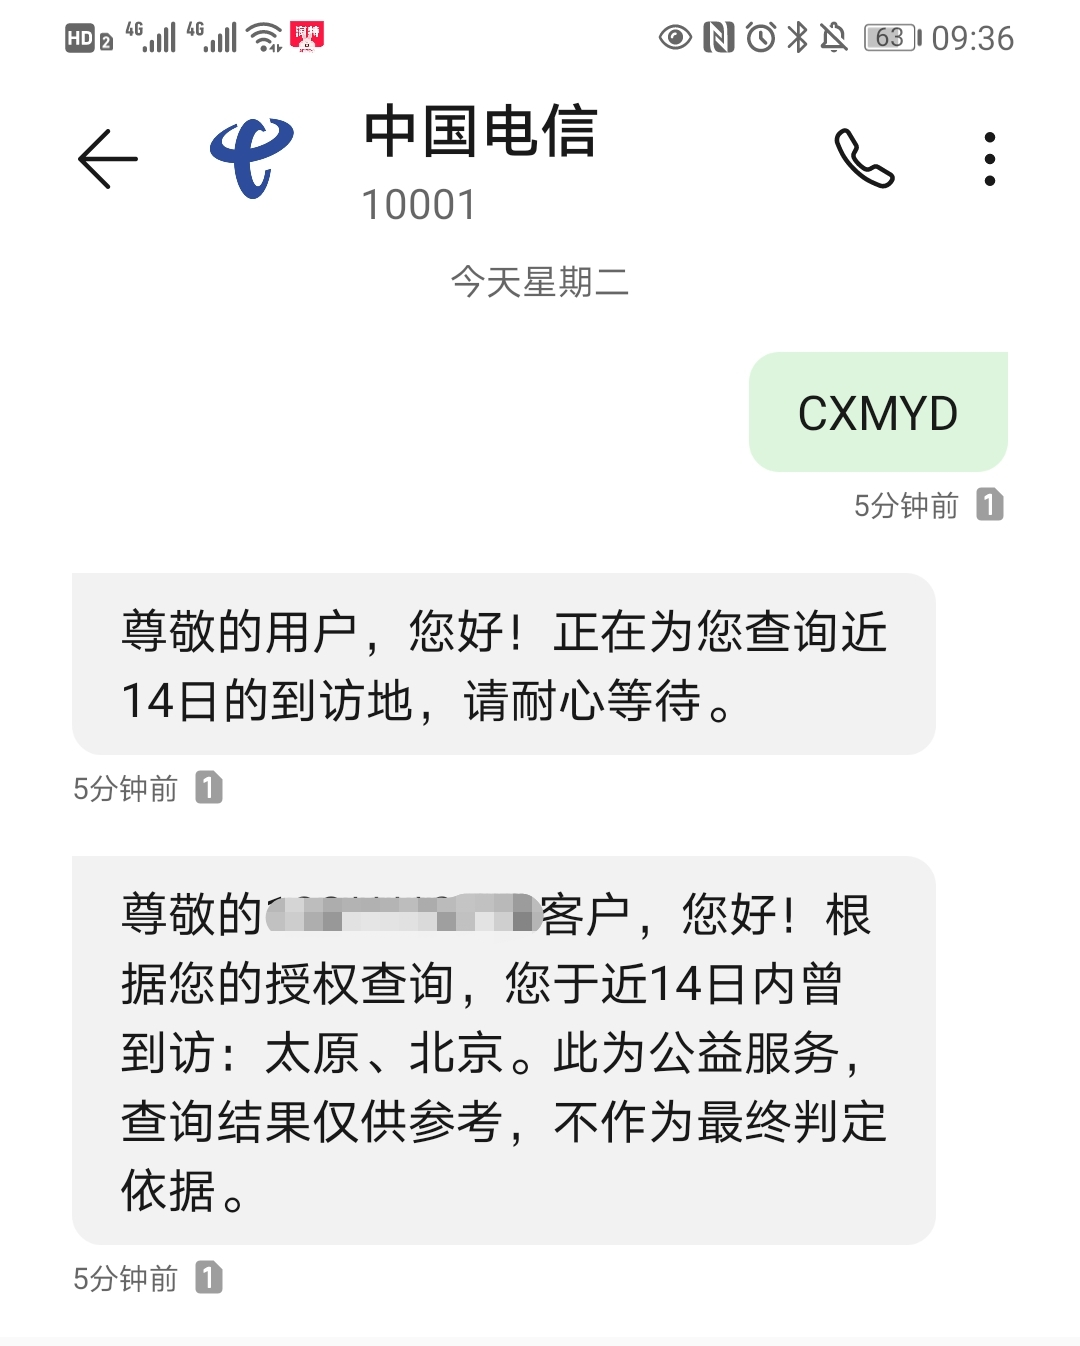 HD 2 4G 4G 淘特 63 09:36
中国电信
10001
今天星期二
CXMYD
5分钟前 1
尊敬的用户，您好！正在为您查询近
14日的到访地，请耐心等待。
5分钟前 1
尊敬的客户，您好！根
据您的授权查询，您于近14日内曾
到访：太原、北京。此为公益服务，
查询结果仅供参考，不作为最终判定
依据。
5分钟前 1